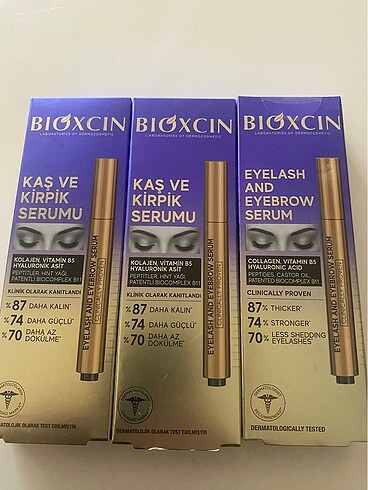 BIOXCIN
LABORATORIES OF DERMOCOSMETIC
KAŞ VE
KİRPİK
SERUMU
KOLAJEN, VİTAMİN B5
HYALURONİK ASİT
PEPTİTLER, HİNT YAĞI
PATENTLİ BIOCOMPLEX B11
KLİNİK OLARAK KANITLANDI
%87 DAHA KALIN*
%74 DAHA GÜÇLÜ*
%70 DAHA AZ
DÖKÜLME*
EYELASH AND EYEBROW SERUM
DERMATOLOJİK OLARAK TEST EDİLMİŞTİR
BIOXCIN
LABORATORIES OF DERMOCOSMETIC
KAŞ VE
KİRPİK
SERUMU
KOLAJEN, VİTAMİN B5
HYALURONİK ASİT
PEPTİTLER, HİNT YAĞI
PATENTLİ BIOCOMPLEX B11
KLİNİK OLARAK KANITLANDI
%87 DAHA KALIN*
%74 DAHA GÜÇLÜ*
%70 DAHA AZ
DÖKÜLME*
EYELASH AND EYEBROW SERUM
DERMATOLOJİK OLARAK TEST EDİLMİŞTİR
BIOXCIN
LABORATORIES OF DERMOCOSMETIC
EYELASH
AND
EYEBROW
SERUM
COLLAGEN, VITAMIN B5
HYALURONIC ACID
PEPTIDES, CASTOR OIL
PATENTED BIOCOMPLEX B11
CLINICALLY PROVEN
87% THICKER*
74% STRONGER*
70% LESS SHEDDING
EYELASHES*
EYELASH AND EYEBROW SERUM
DERMATOLOGICALLY TESTED